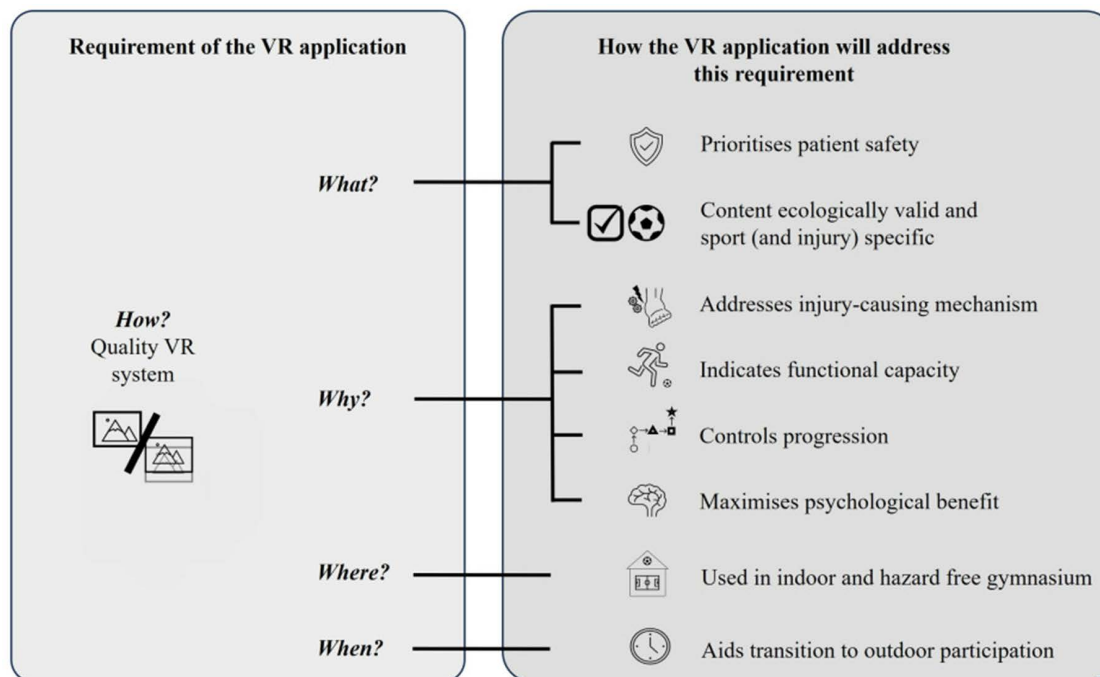 Requirement of the VR application
How the VR application will address
this requirement
How?
Quality VR
system
What?
Prioritises patient safety
Content ecologically valid and
sport (and injury) specific
Why?
Addresses injury-causing mechanism
Indicates functional capacity
Controls progression
Maximises psychological benefit
Where?
Used in indoor and hazard free gymnasium
When?
Aids transition to outdoor participation